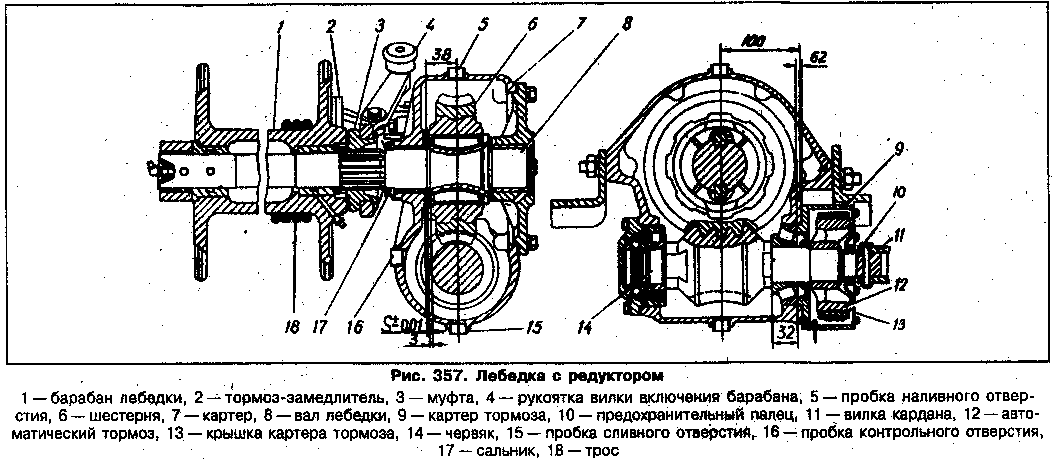 1 2 3 4 5 6 7 8
38
100
62
9
10
11
12
13
14
32
15
16
17
18
S±0,01
3
Рис. 357. Лебедка с редуктором
1 — барабан лебедки, 2 — тормоз-замедлитель, 3 — муфта, 4 — рукоятка вилки включения барабана, 5 — пробка наливного отвер-
стия, 6 — шестерня, 7 — картер, 8 — вал лебедки, 9 — картер тормоза, 10 — предохранительный палец, 11 — вилка кардана, 12 — авто-
матический тормоз, 13 — крышка картера тормоза, 14 — червяк, 15 — пробка сливного отверстия, 16 — пробка контрольного отверстия,
17 — сальник, 18 — трос